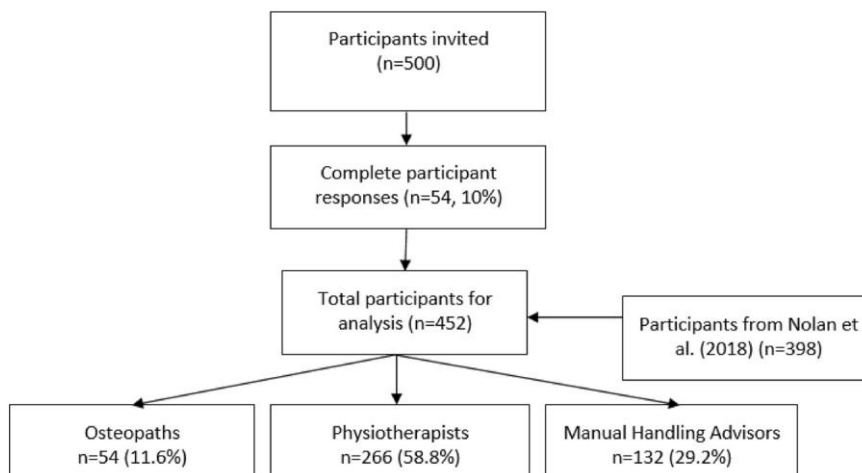 Participants invited
(n=500)
Complete participant
responses (n=54, 10%)
Total participants for
analysis (n=452)
Participants from Nolan et
al. (2018) (n=398)
Osteopaths
n=54 (11.6%)
Physiotherapists
n=266 (58.8%)
Manual Handling Advisors
n=132 (29.2%)